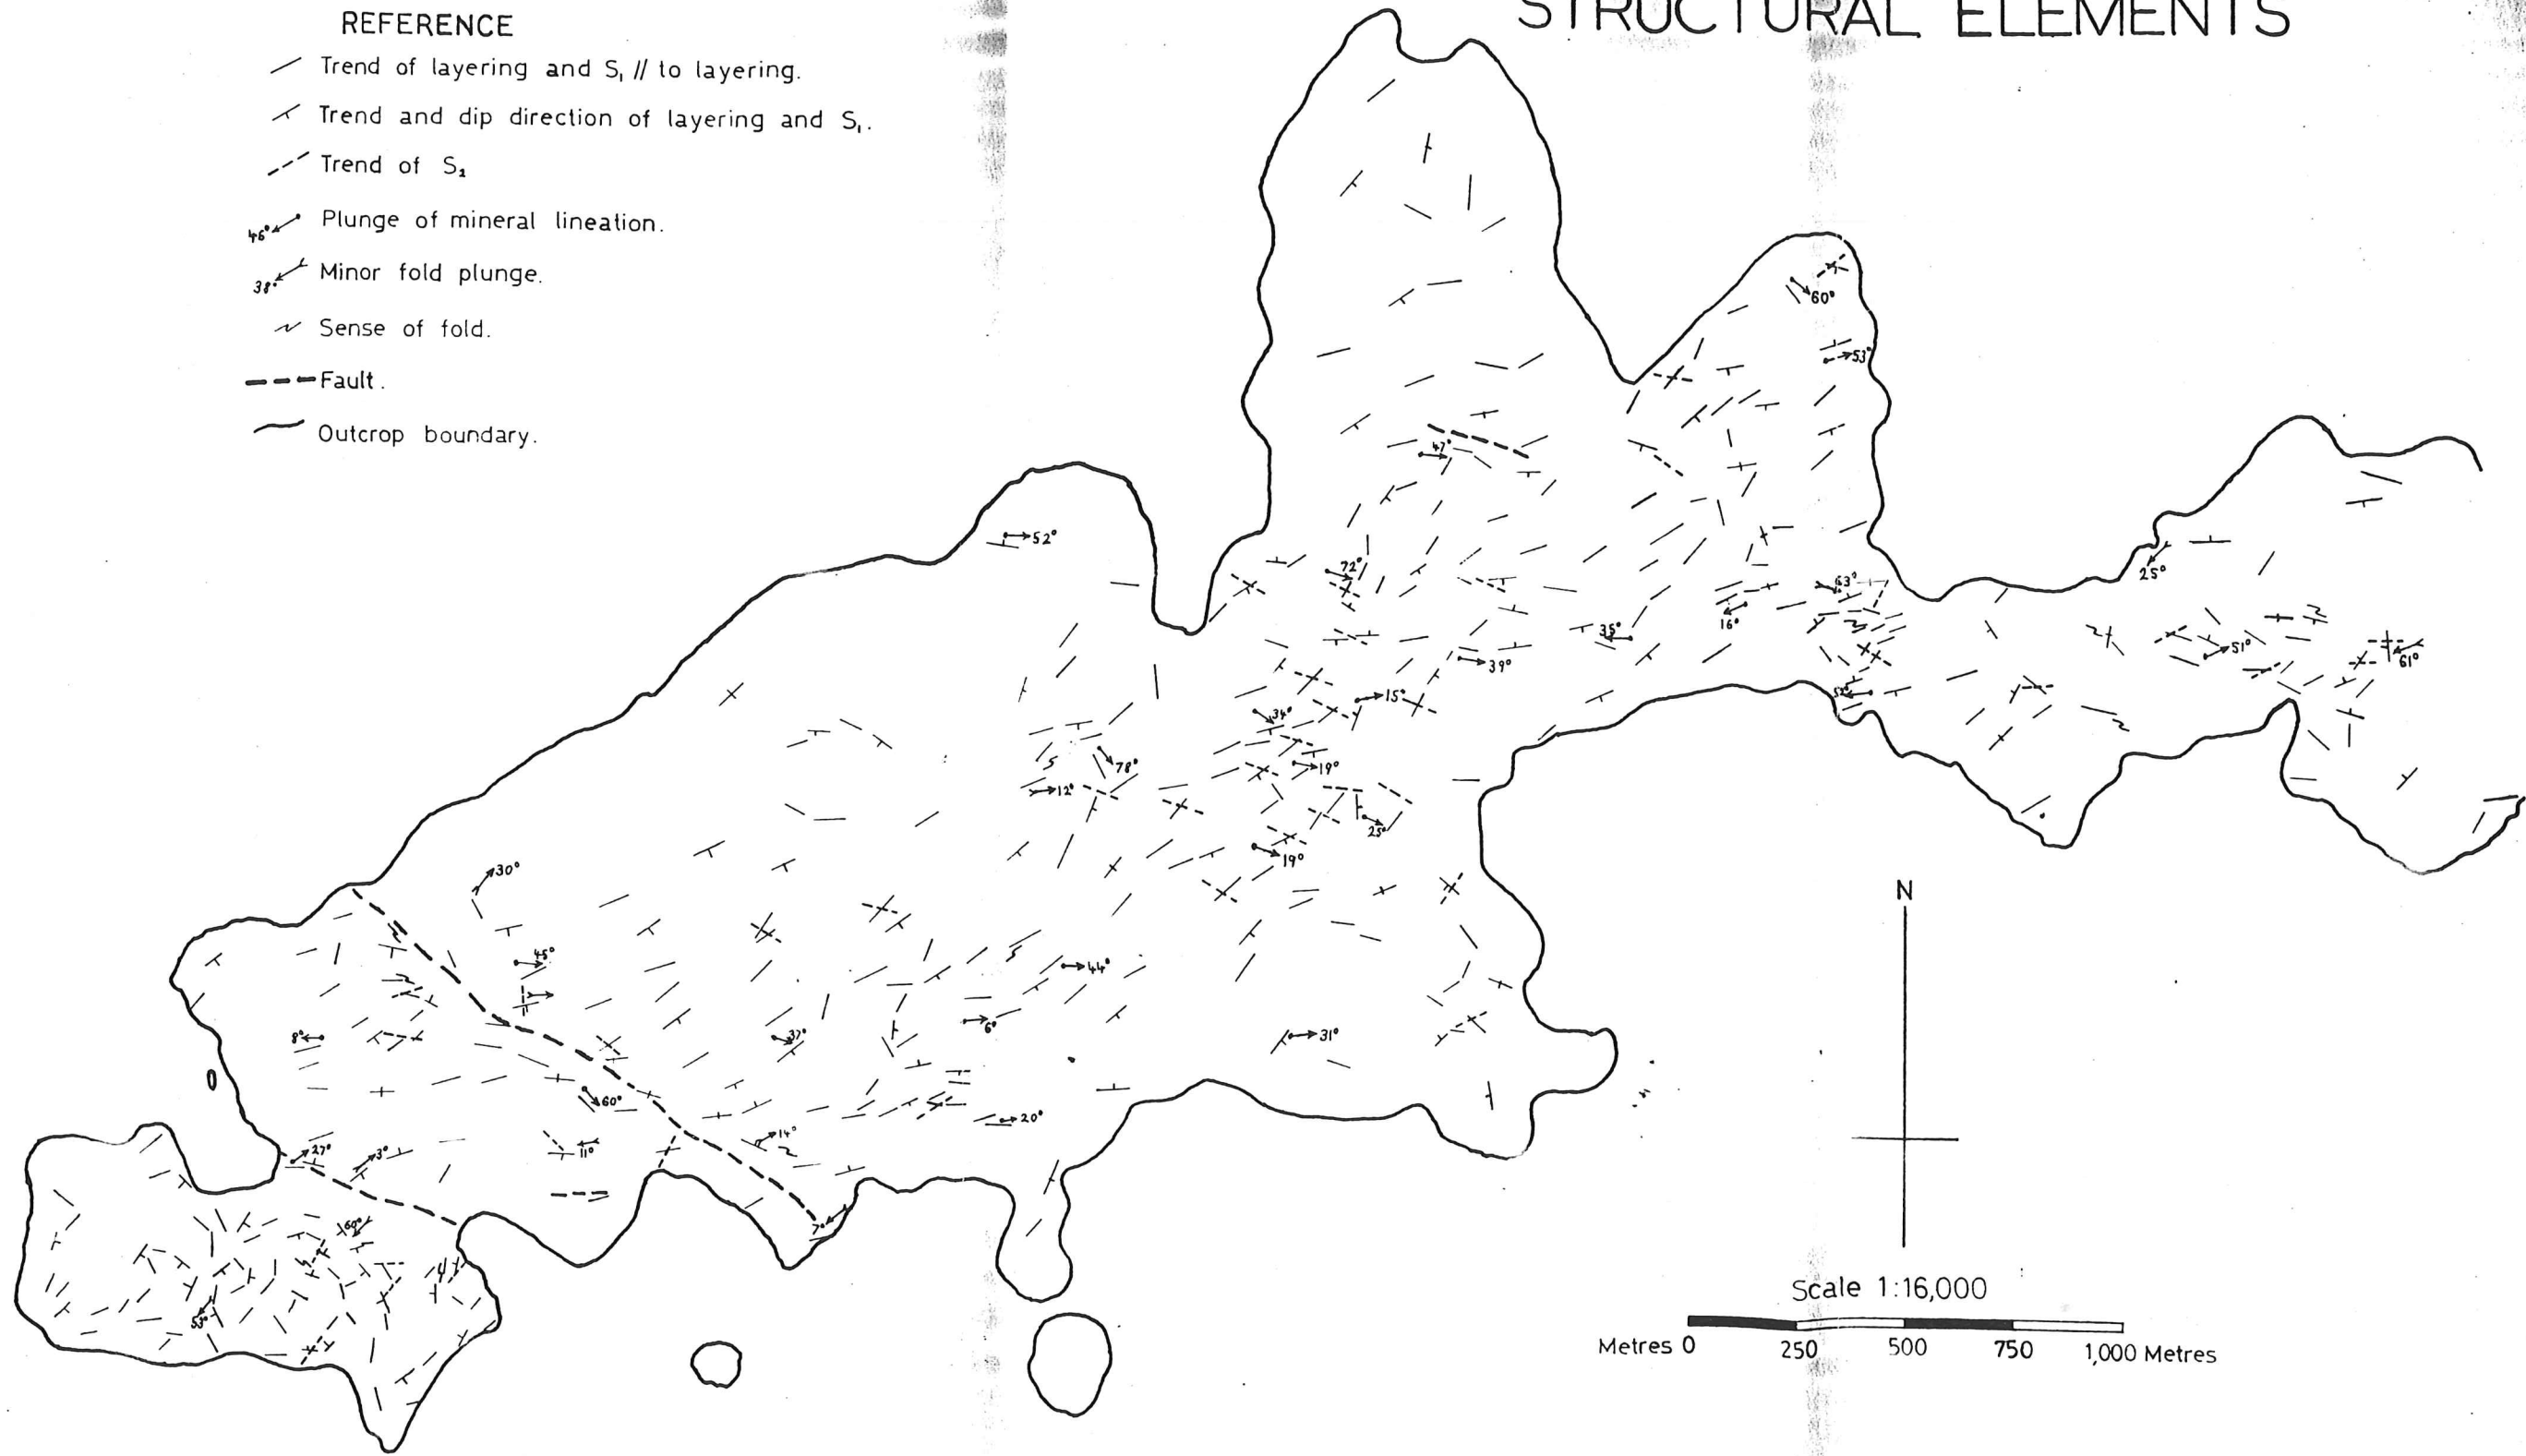 STRUCTURAL ELEMENTS
REFERENCE
Trend of layering and S₁ // to layering.
Trend and dip direction of layering and S₁.
Trend of S₂
46° Plunge of mineral lineation.
38° Minor fold plunge.
Sense of fold.
Fault.
Outcrop boundary.
60°
53°
47°
52°
72°
63°
25°
35°
16°
39°
51°
61°
15°
52°
34°
78°
19°
12°
25°
19°
30°
45°
44°
6°
37°
31°
8°
60°
20°
14°
11°
27°
3°
7°
60°
53°
N
Scale 1:16,000
Metres 0 250 500 750 1,000 Metres